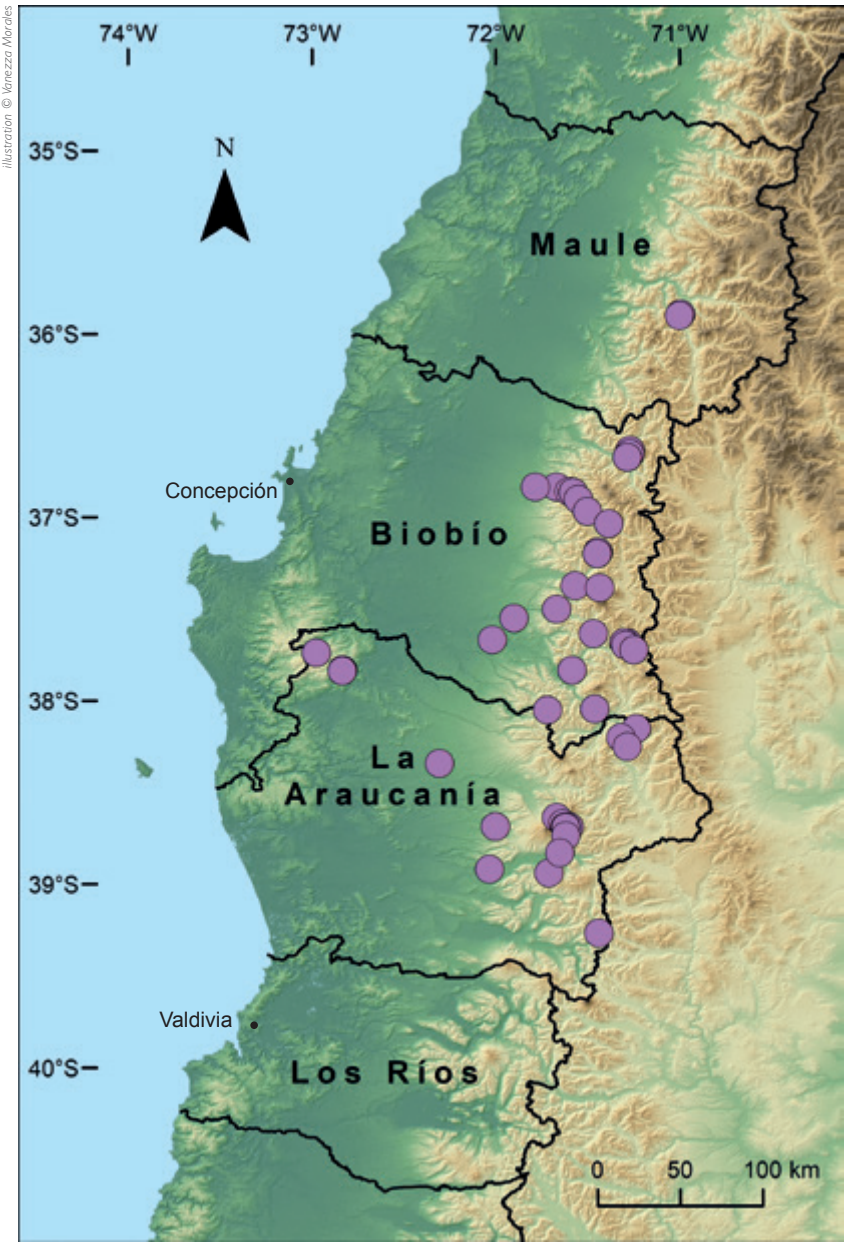 Illustration © Vanezza Morales
74°W
73°W
72°W
71°W
35°S
N
Maule
36°S
Concepción
37°S
Biobío
38°S
La
Araucanía
39°S
Valdivia
40°S
Los Ríos
0 50 100 km